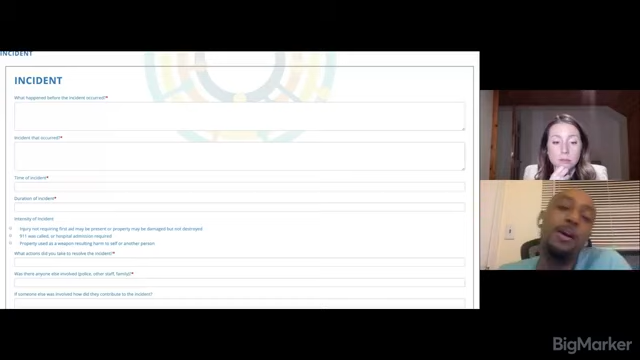 INCIDENT
INCIDENT
What happened before the incident occurred?*
Incident that occurred?*
Time of Incident*
Duration of Incident*
Intensity of Incident
Injury not requiring first aid may be present or property may be damaged but not destroyed
911 was called, or hospital admission required
Property used as a weapon resulting harm to self or another person
What actions did you take to resolve the incident?*
Was there anyone else involved (police, other staff, family)?*
If someone else was involved how did they contribute to the incident?
BigMarker